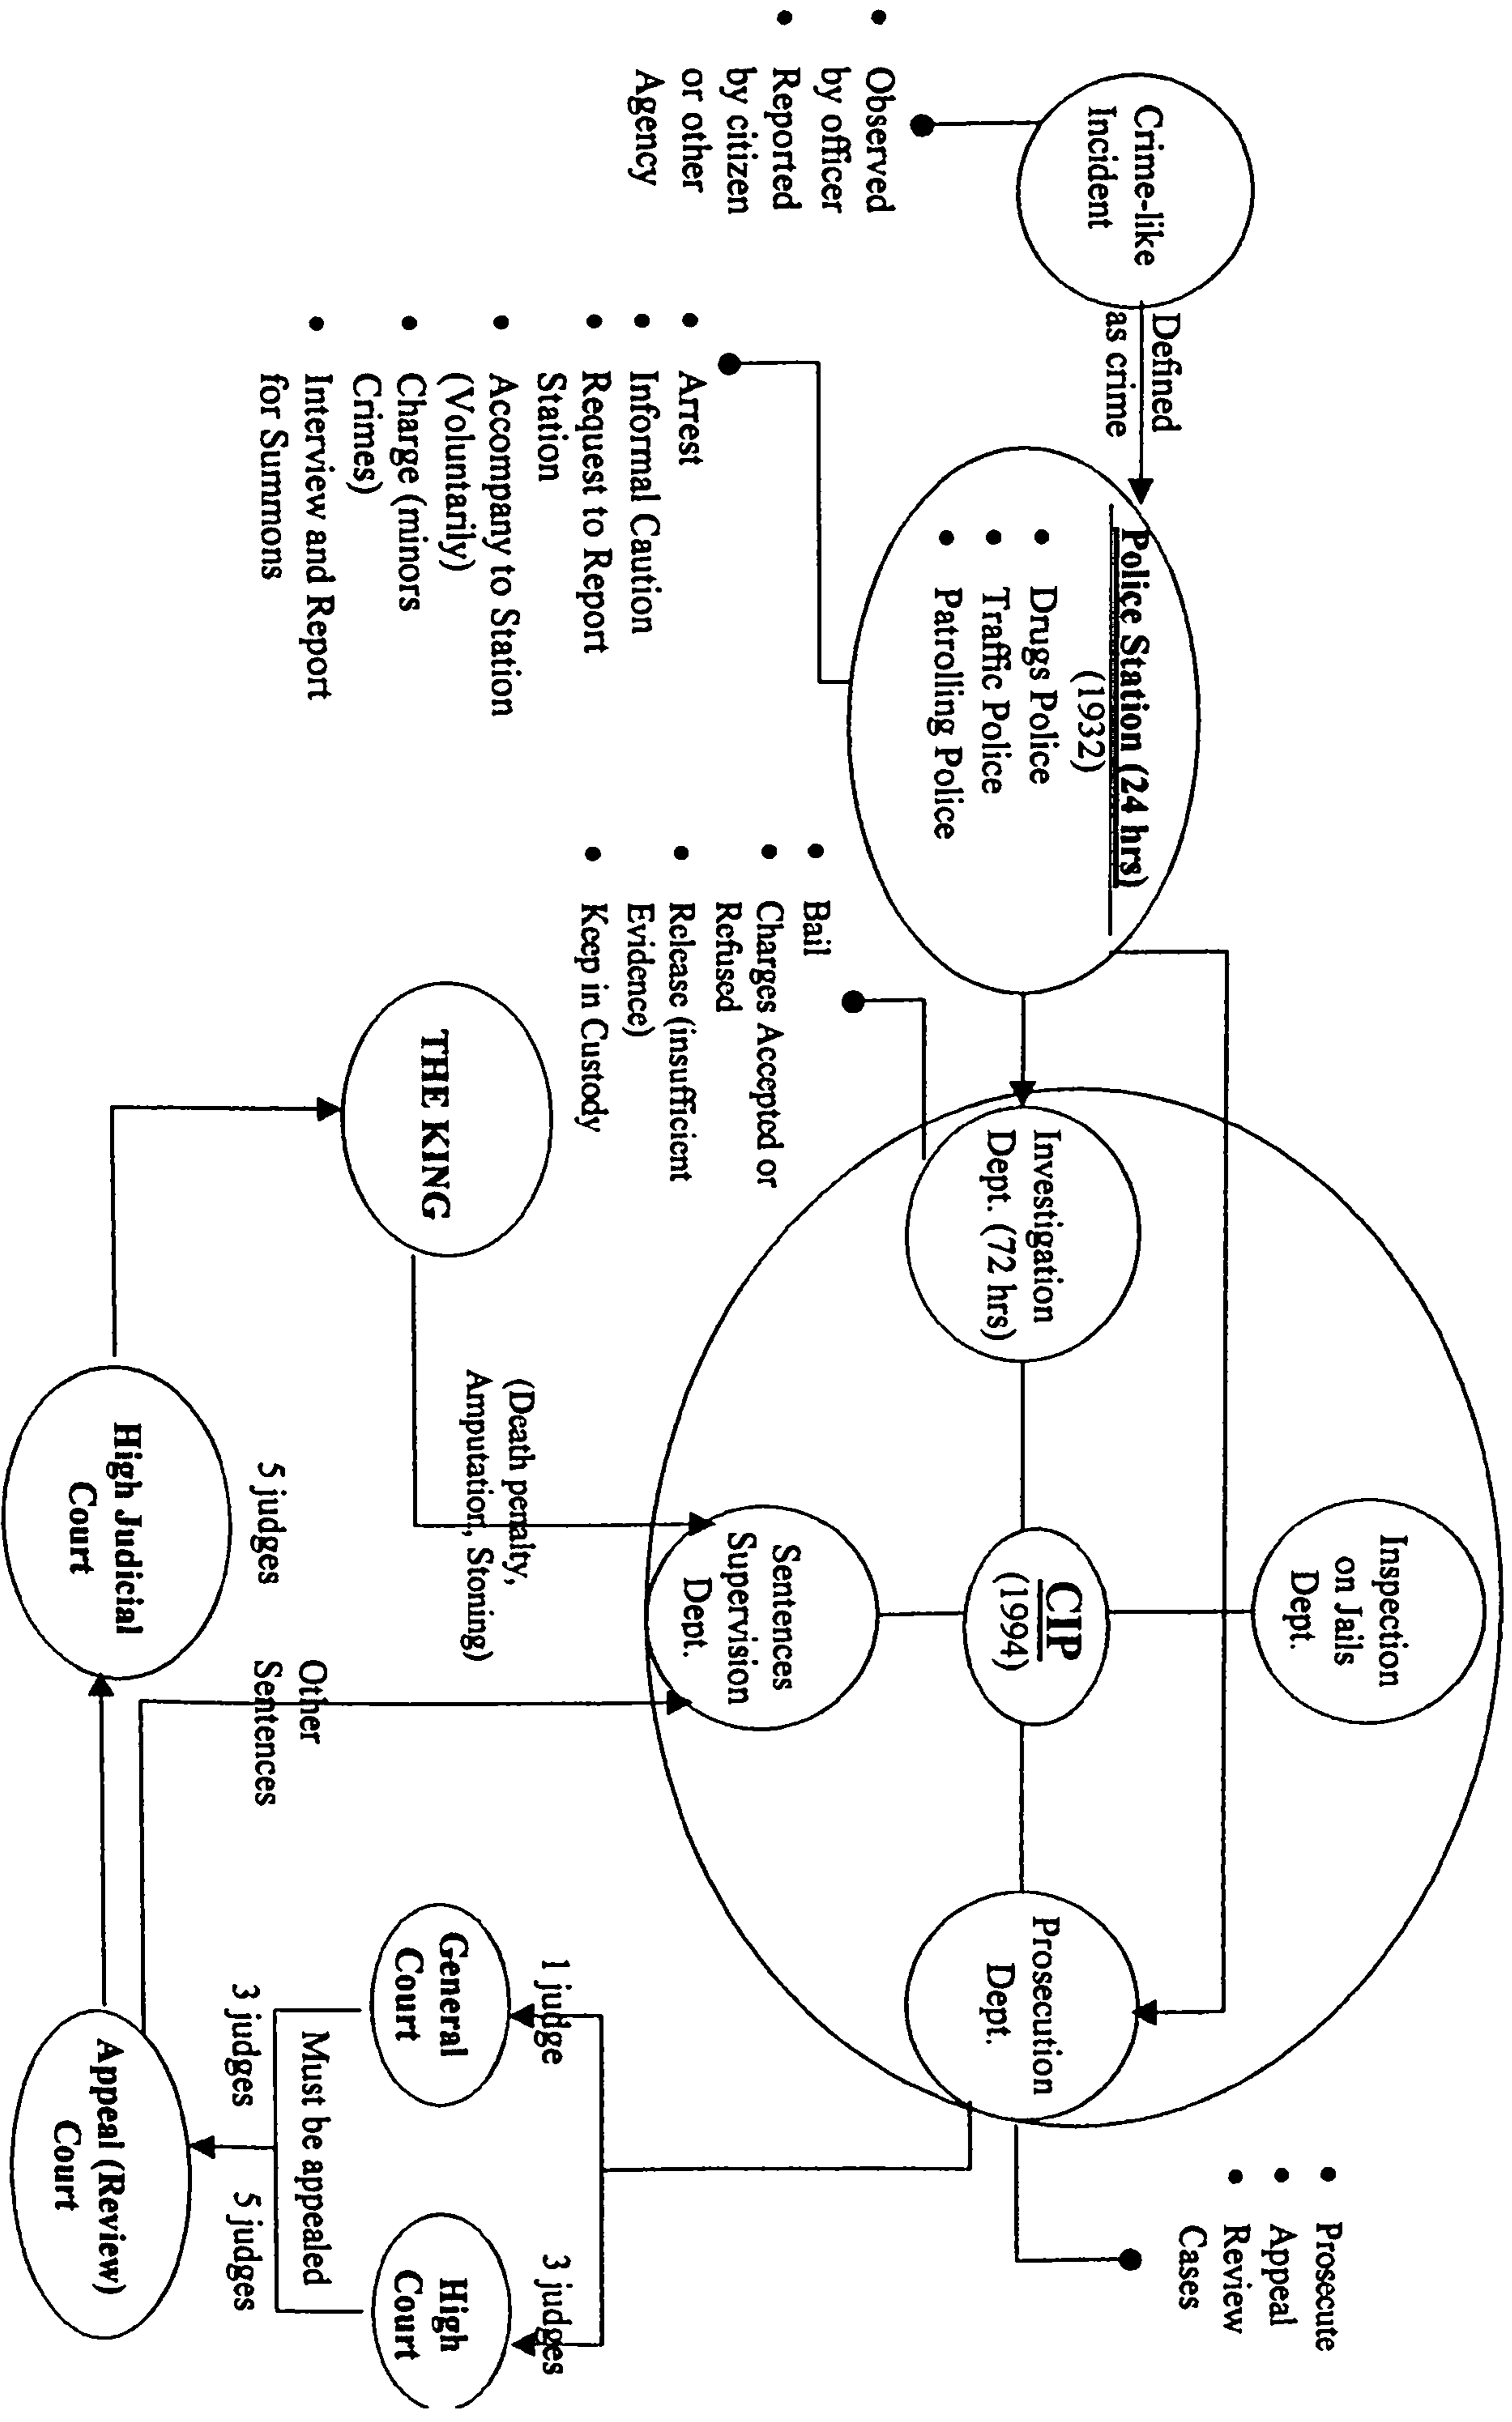 Crime-like
Incident
• Observed
by officer
• Reported
by citizen
or other
Agency
Defined
as crime
Police Station (24 hrs)
(1932)
• Drugs Police
• Traffic Police
• Patrolling Police
• Arrest
• Informal Caution
• Request to Report
Station
• Accompany to Station
(Voluntarily)
• Charge (minors
Crimes)
• Interview and Report
for Summons
Investigation
Dept. (72 hrs)
• Bail
• Charges Accepted or
Refused
• Release (insufficient
Evidence)
• Keep in Custody
Inspection
on Jails
Dept.
CIP
(1994)
Sentences
Supervision
Dept.
Prosecution
Dept.
• Prosecute
• Appeal
• Review
Cases
THE KING
(Death penalty,
Amputation, Stoning)
5 judges
High Judicial
Court
Other
Sentences
1 judge
General
Court
3 judges
High
Court
Must be appealed
3 judges
5 judges
Appeal (Review)
Court